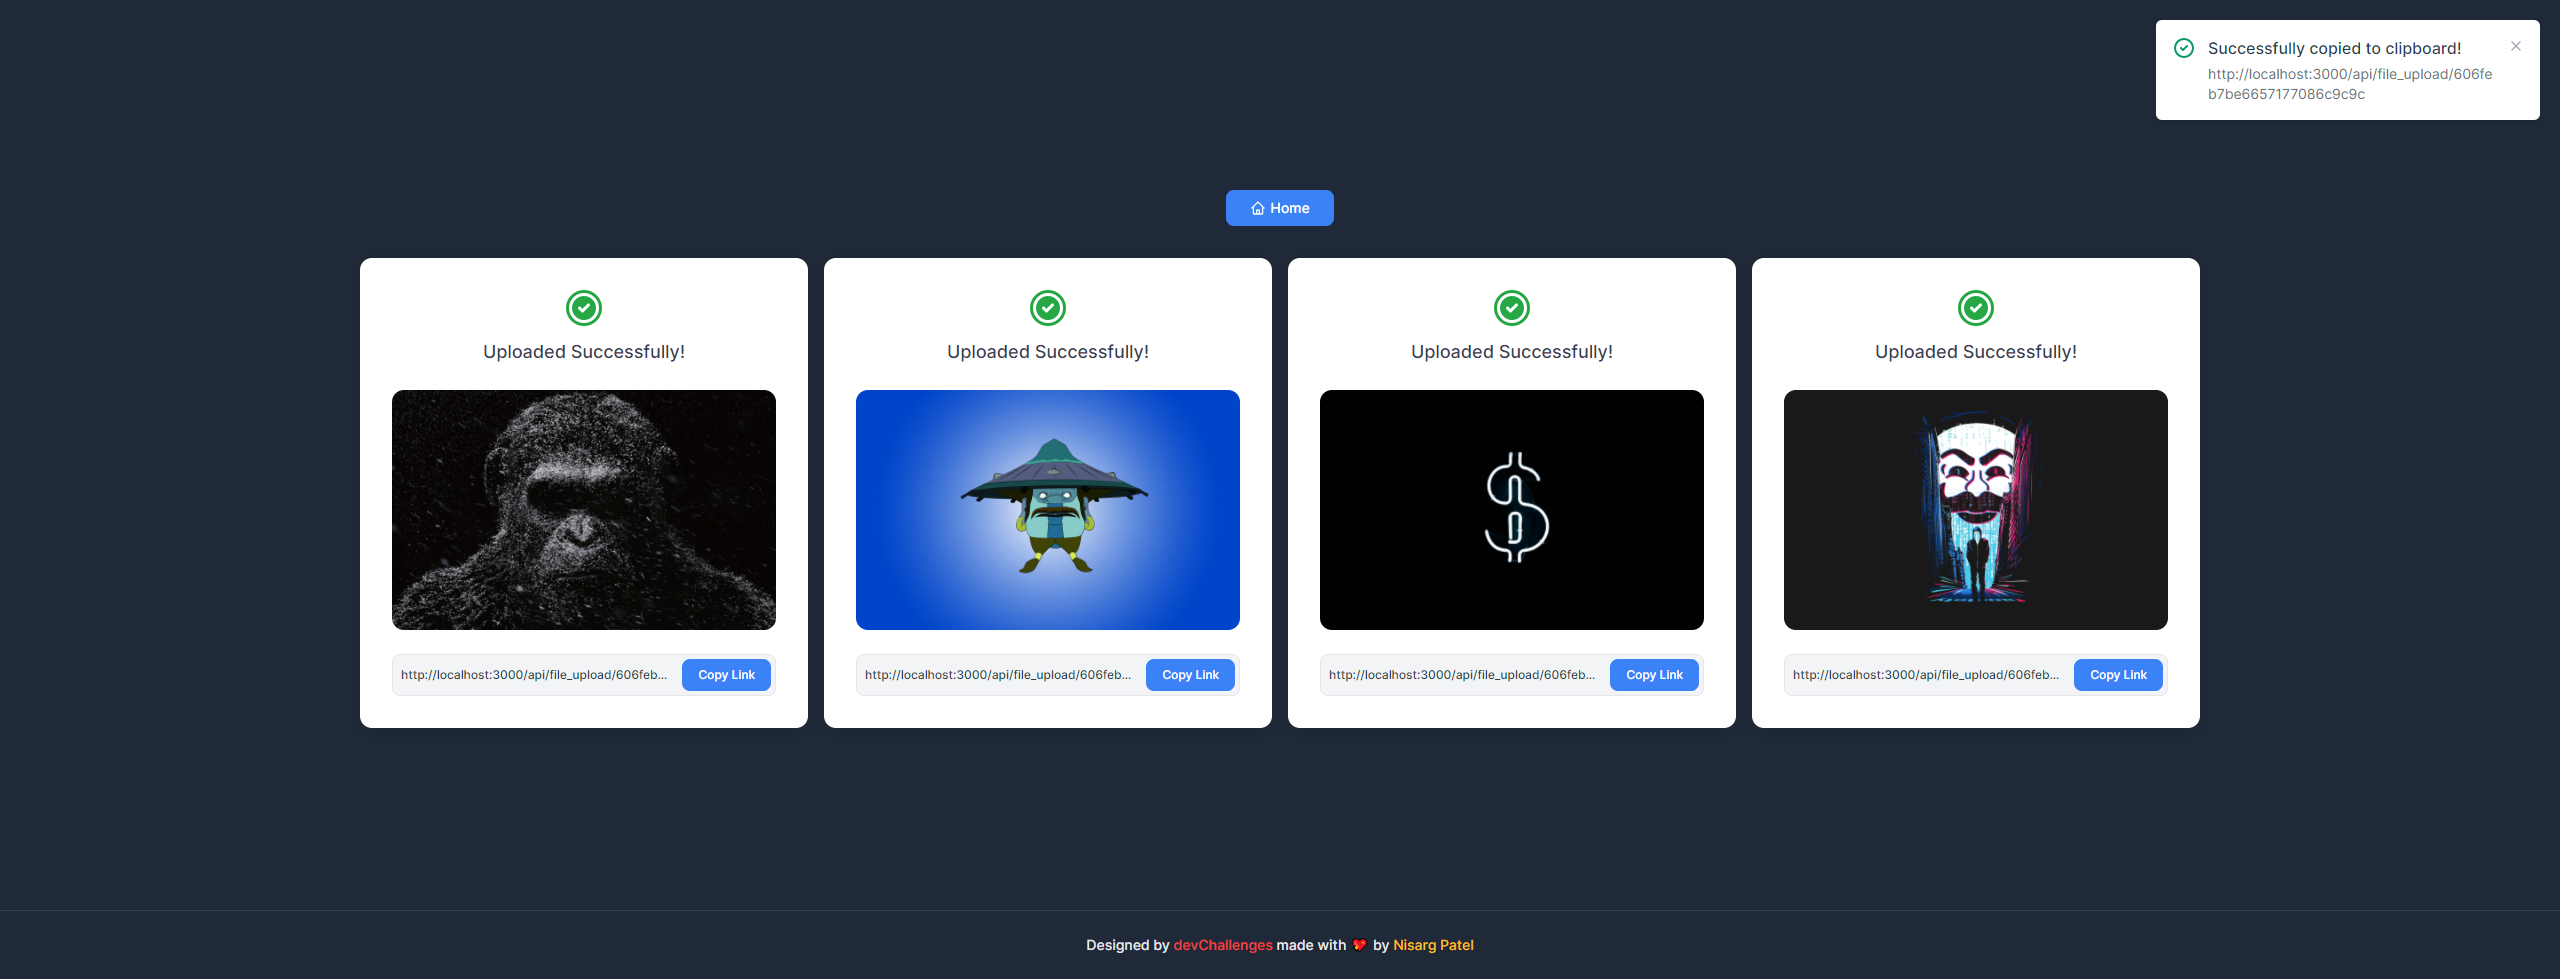 Successfully copied to clipboard!
http://localhost:3000/api/file_upload/606fe
b7be6657177086c9c9c
Home
Uploaded Successfully!
Uploaded Successfully!
Uploaded Successfully!
Uploaded Successfully!
http://localhost:3000/api/file_upload/606feb... Copy Link
http://localhost:3000/api/file_upload/606feb... Copy Link
http://localhost:3000/api/file_upload/606feb... Copy Link
http://localhost:3000/api/file_upload/606feb... Copy Link
Designed by devChallenges made with 💖 by Nisarg Patel